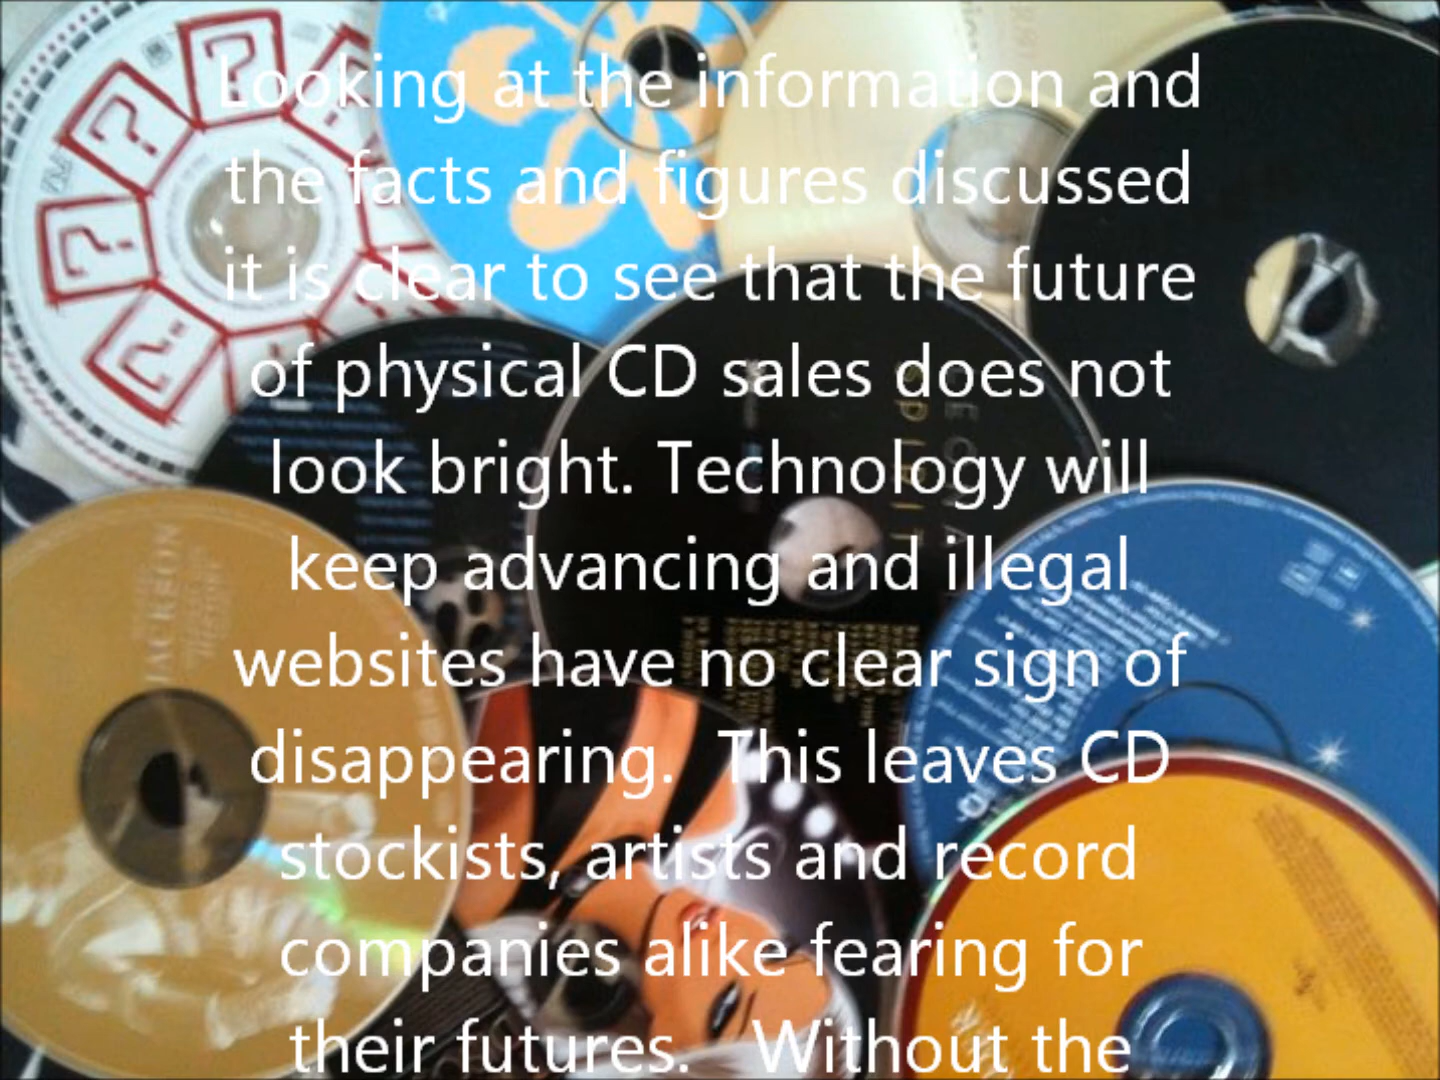 Looking at the information and
the facts and figures discussed
it is clear to see that the future
of physical CD sales does not
look bright. Technology will
keep advancing and illegal
websites have no clear sign of
disappearing. This leaves CD
stockists, artists and record
companies alike fearing for
their futures. Without the
JACKSON